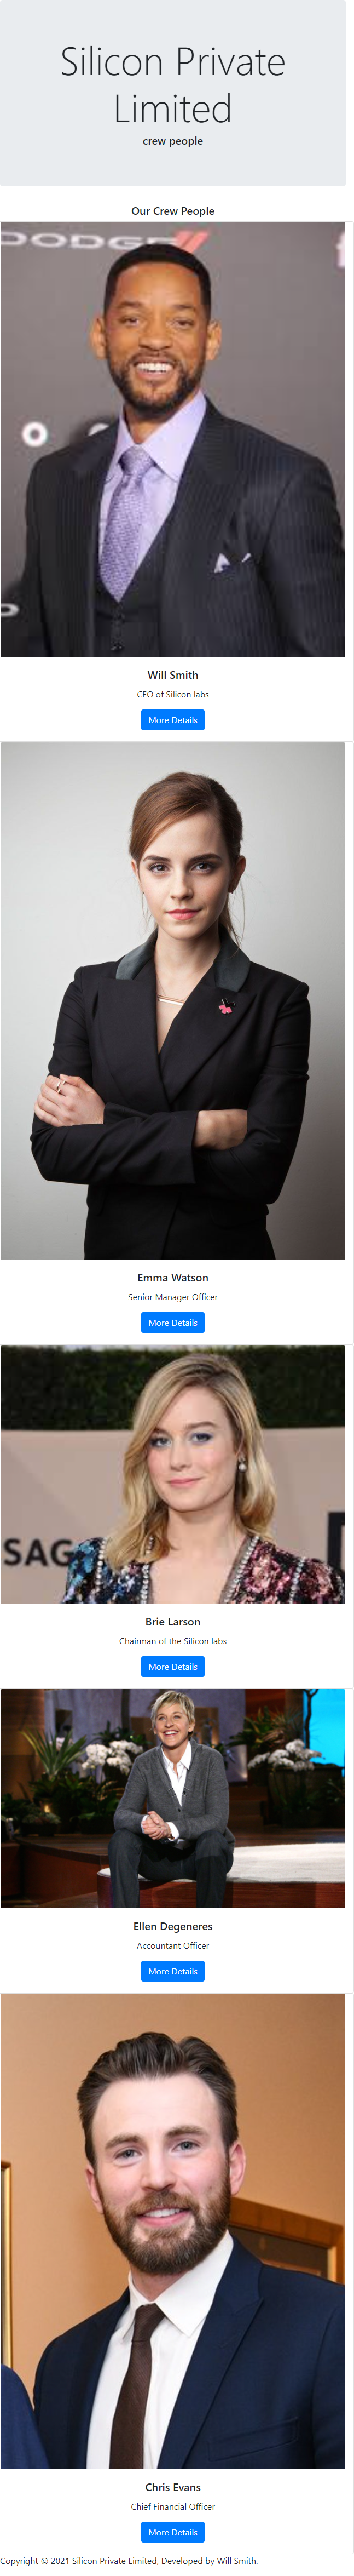 Silicon Private
Limited
crew people
Our Crew People
DODGE
Will Smith
CEO of Silicon labs
More Details
Emma Watson
Senior Manager Officer
More Details
SAG
Brie Larson
Chairman of the Silicon labs
More Details
Ellen Degeneres
Accountant Officer
More Details
Chris Evans
Chief Financial Officer
More Details
Copyright © 2021 Silicon Private Limited, Developed by Will Smith.